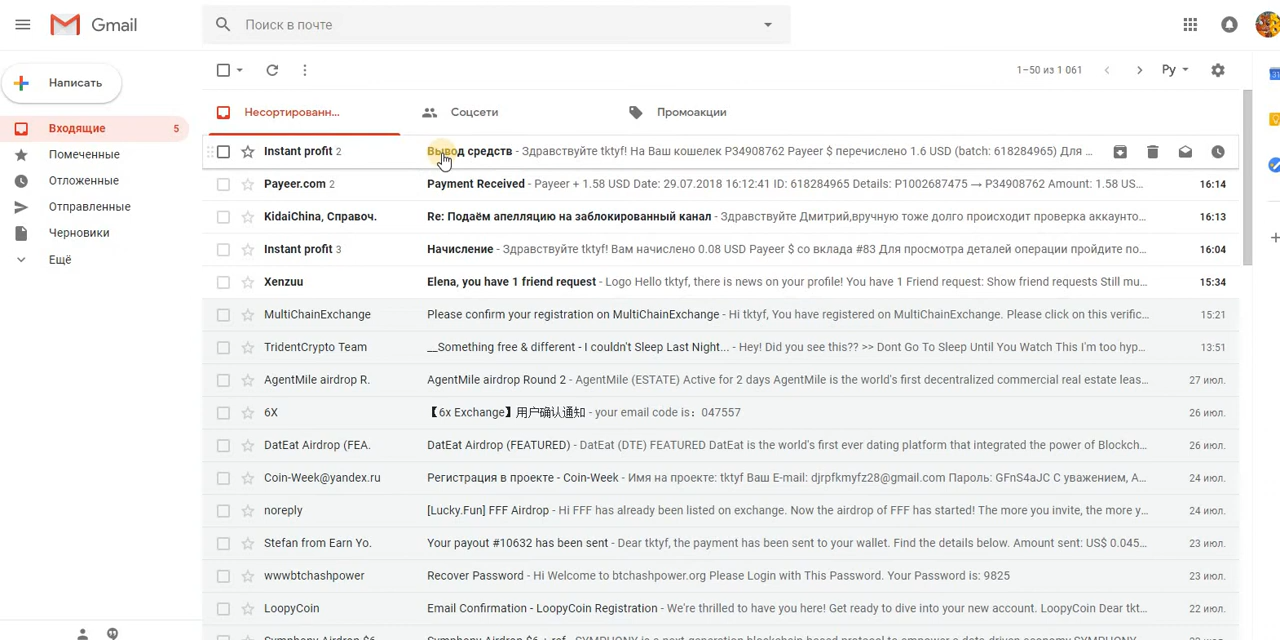 Gmail
Поиск в почте
1–50 из 1 061
Ру
Написать
Входящие 5
Помеченные
Отложенные
Отправленные
Черновики
Ещё
Несортированн... Соцсети Промоакции
Instant profit 2 Вывод средств - Здравствуйте tktyf! На Ваш кошелек P34908762 Payeer $ перечислено 1.6 USD (batch: 618284965) Для ...
Payeer.com 2 Payment Received - Payeer + 1.58 USD Date: 29.07.2018 16:12:41 ID: 618284965 Details: P1002687475 → P34908762 Amount: 1.58 US... 16:14
KidaiChina, Справоч. Re: Подаём апелляцию на заблокированный канал - Здравствуйте Дмитрий,вручную тоже долго происходит проверка аккаунто... 16:13
Instant profit 3 Начисление - Здравствуйте tktyf! Вам начислено 0.08 USD Payeer $ со вклада #83 Для просмотра деталей операции пройдите по... 16:04
Xenzuu Elena, you have 1 friend request - Logo Hello tktyf, there is news on your profile! You have 1 Friend request: Show friend requests Still mu... 15:34
MultiChainExchange Please confirm your registration on MultiChainExchange - Hi tktyf, You have registered on MultiChainExchange. Please click on this verific... 15:21
TridentCrypto Team __Something free & different - I couldn't Sleep Last Night... - Hey! Did you see this?? >> Dont Go To Sleep Until You Watch This I'm too hyp... 13:51
AgentMile airdrop R. AgentMile airdrop Round 2 - AgentMile (ESTATE) Active for 2 days AgentMile is the world's first decentralized commercial real estate leas... 27 июл.
6X 【6x Exchange】用户确认通知 - your email code is：047557 26 июл.
DatEat Airdrop (FEA. DatEat Airdrop (FEATURED) - DatEat (DTE) FEATURED DatEat is the world's first ever dating platform that integrated the power of Blockch... 26 июл.
Coin-Week@yandex.ru Регистрация в проекте - Coin-Week - Имя на проекте: tktyf Ваш E-mail: djrpfkmyfz28@gmail.com Пароль: GFnS4aJC С уважением, А... 24 июл.
noreply [Lucky.Fun] FFF Airdrop - Hi FFF has already been listed on exchange. Now the airdrop of FFF has started! The more you invite, the more y... 24 июл.
Stefan from Earn Yo. Your payout #10632 has been sent - Dear tktyf, the payment has been sent to your wallet. Find the details below. Amount sent: US$ 0.045... 23 июл.
wwwbtchashpower Recover Password - Hi Welcome to btchashpower.org Please Login with This Password. Your Password is: 9825 23 июл.
LoopyCoin Email Confirmation - LoopyCoin Registration - We're thrilled to have you here! Get ready to dive into your new account. LoopyCoin Dear tkt... 22 июл.